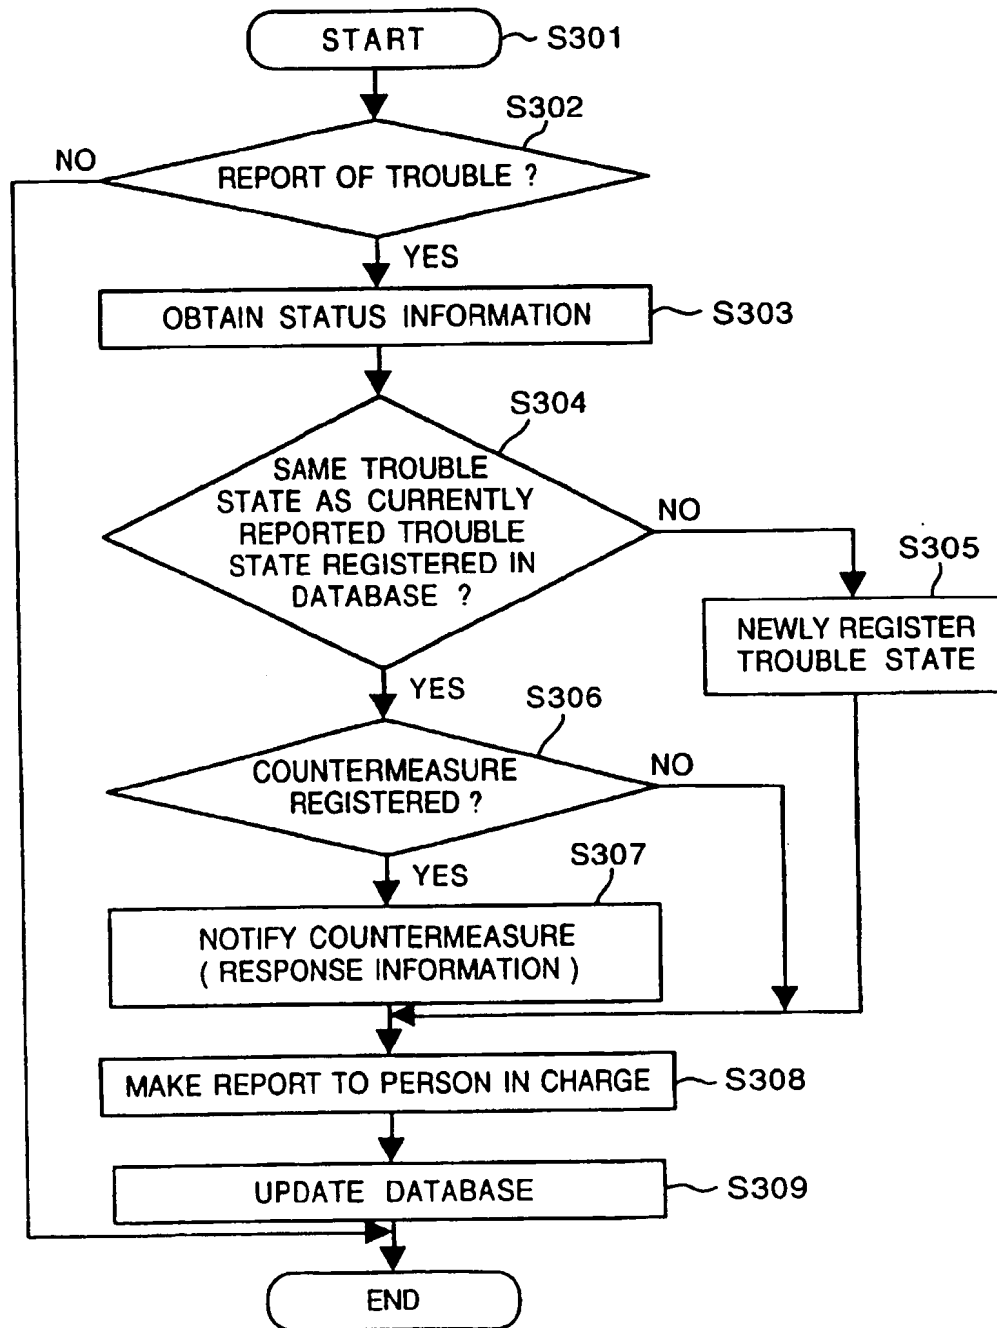 START
S301
S302
NO
REPORT OF TROUBLE ?
YES
OBTAIN STATUS INFORMATION
S303
S304
SAME TROUBLE
STATE AS CURRENTLY
REPORTED TROUBLE
STATE REGISTERED IN
DATABASE ?
NO
S305
NEWLY REGISTER
TROUBLE STATE
YES
S306
COUNTERMEASURE
REGISTERED ?
NO
YES
S307
NOTIFY COUNTERMEASURE
( RESPONSE INFORMATION )
MAKE REPORT TO PERSON IN CHARGE
S308
UPDATE DATABASE
S309
END